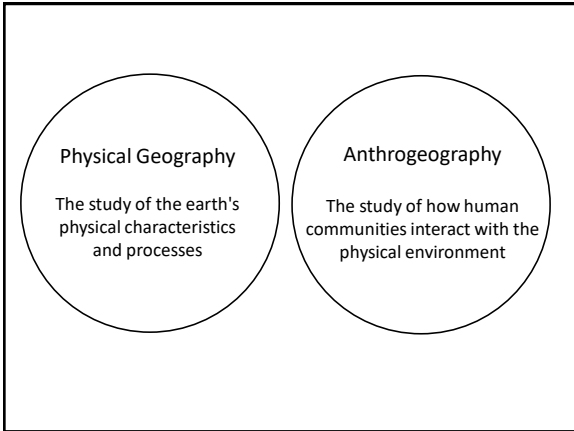 Physical Geography
The study of the earth's
physical characteristics
and processes
Anthrogeography
The study of how human
communities interact with the
physical environment